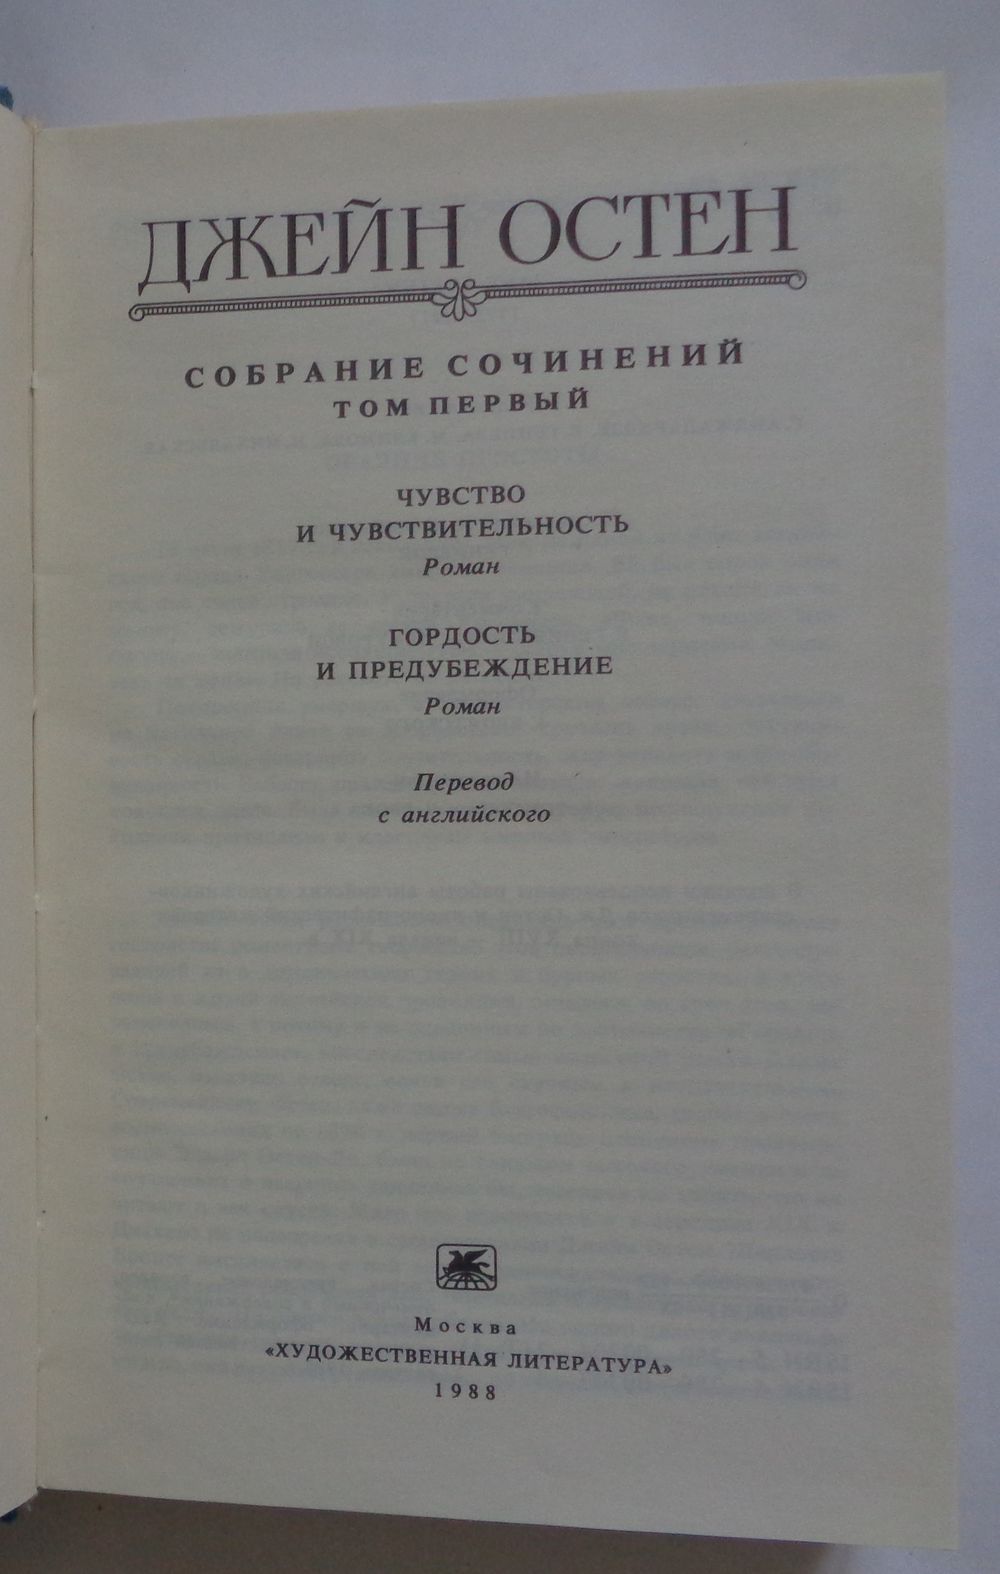 ДЖЕЙН ОСТЕН
СОБРАНИЕ СОЧИНЕНИЙ
ТОМ ПЕРВЫЙ
ЧУВСТВО
И ЧУВСТВИТЕЛЬНОСТЬ
Роман
ГОРДОСТЬ
И ПРЕДУБЕЖДЕНИЕ
Роман
Перевод
с английского
Москва
«ХУДОЖЕСТВЕННАЯ ЛИТЕРАТУРА»
1988